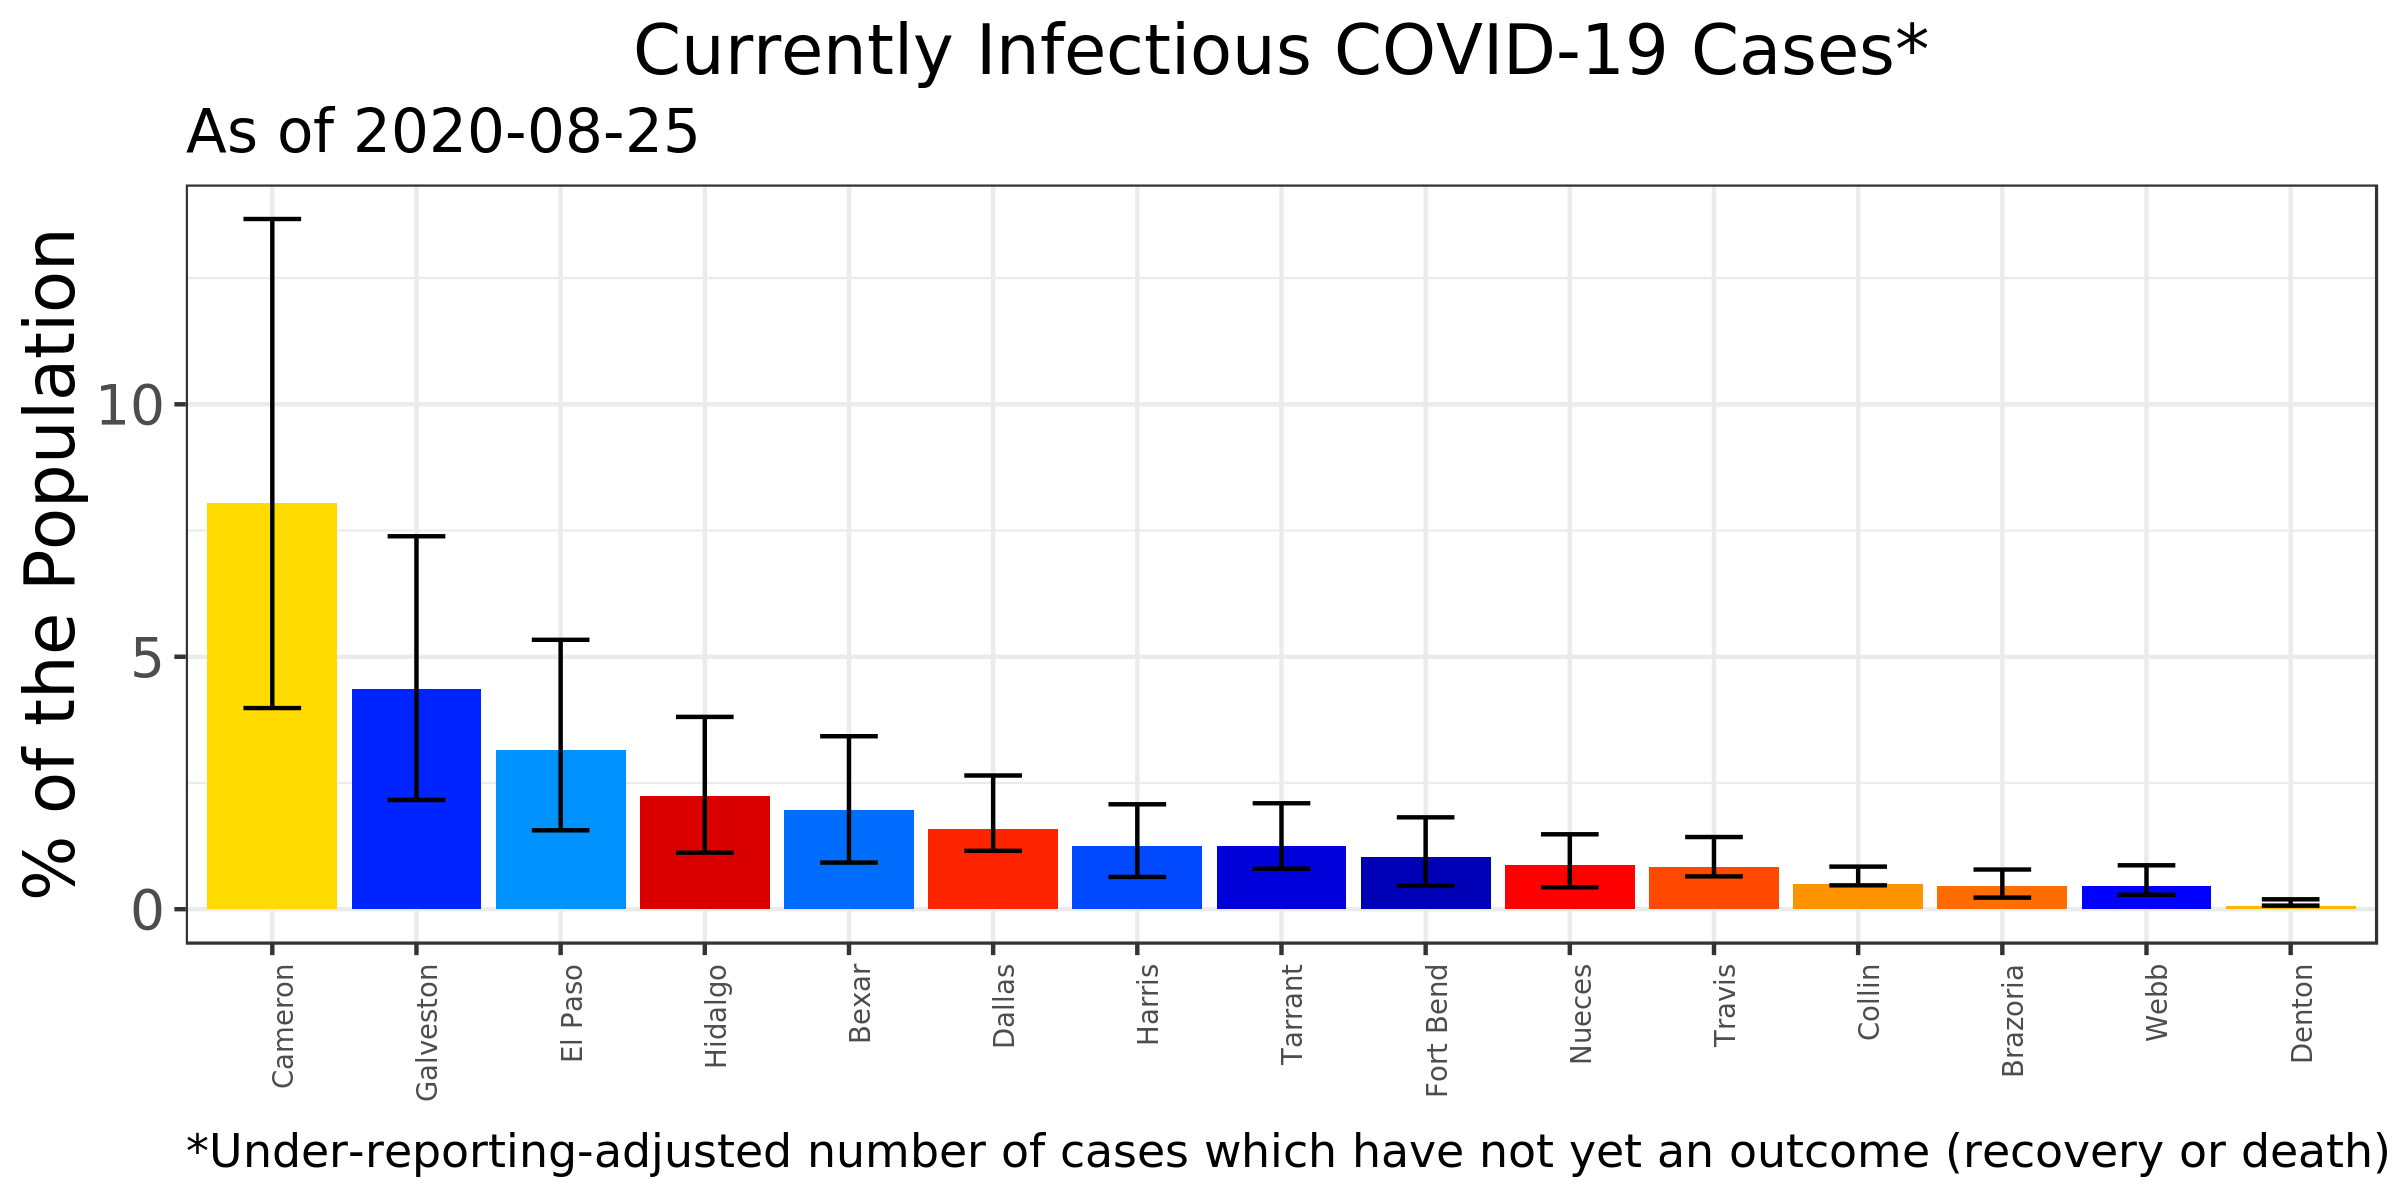 Currently Infectious COVID-19 Cases*
As of 2020-08-25
% of the Population
10
5
0
Cameron
Galveston
El Paso
Hidalgo
Bexar
Dallas
Harris
Tarrant
Fort Bend
Nueces
Travis
Collin
Brazoria
Webb
Denton
*Under-reporting-adjusted number of cases which have not yet an outcome (recovery or death)